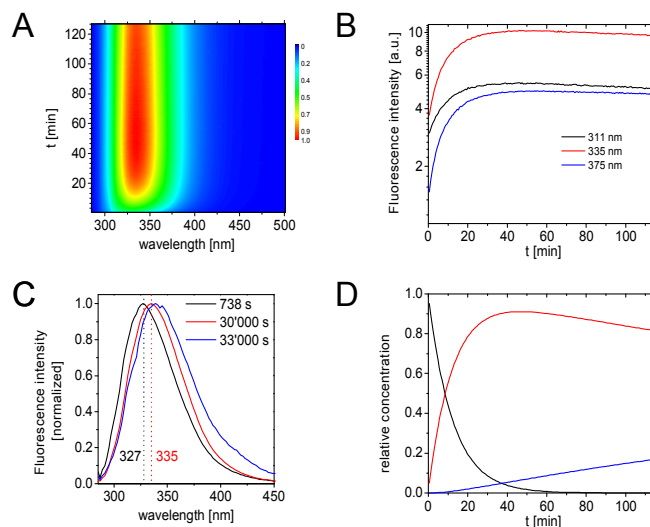 A
t [min]
120
100
80
60
40
20
300 350 400 450 500
wavelength [nm]
0
0.2
0.4
0.5
0.6
0.8
0.9
1.0
B
Fluorescence intensity [a.u.]
10
8
6
4
2
311 nm
335 nm
375 nm
0 20 40 60 80 100
t [min]
C
Fluorescence intensity
[normalized]
1.0
0.8
0.6
0.4
0.2
0.0
738 s
30'000 s
33'000 s
327 335
300 350 400 450
wavelength [nm]
D
relative concentration
1.0
0.8
0.6
0.4
0.2
0.0
0 20 40 60 80 100
t [min]